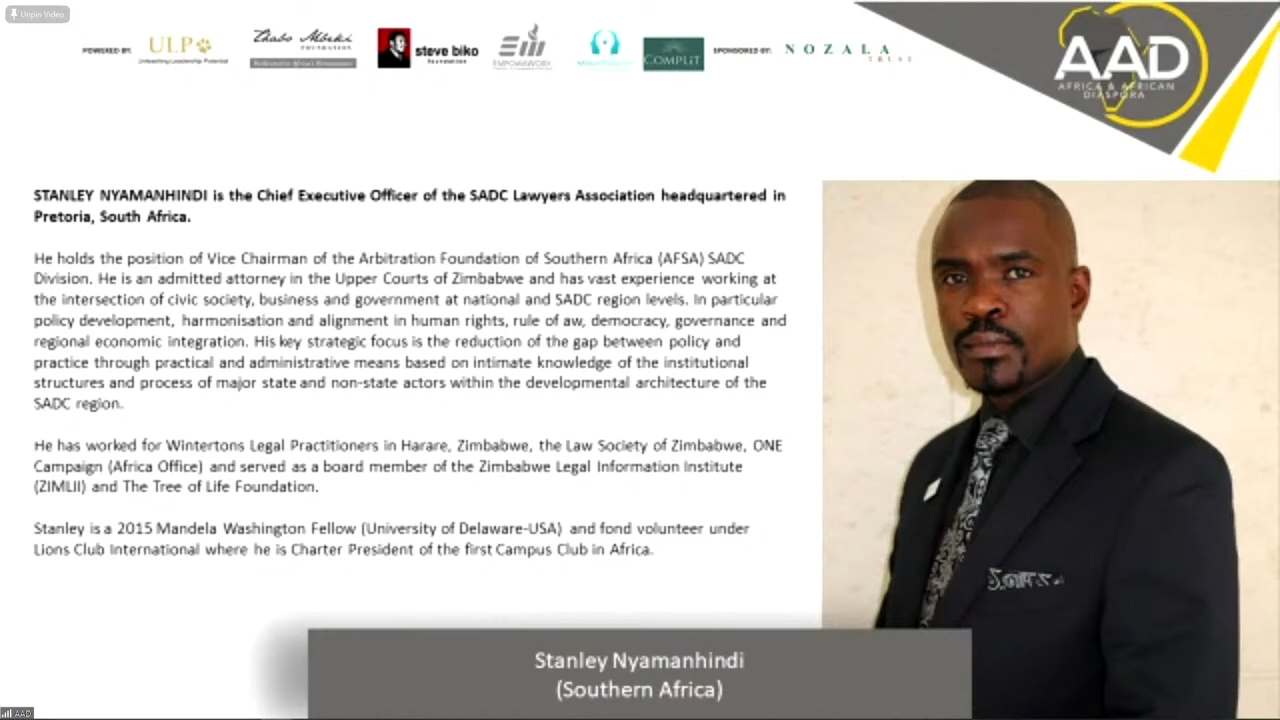 Unpin Video
POWERED BY:
ULP
Unleashing Leadership Potential
Thabo Mbeki
FOUNDATION
steve biko
foundation
EMPOWAWORX
COMPLIT
SPONSORED BY:
NOZALA
TRUST
AAD
AFRICA & AFRICAN
DIASPORA
STANLEY NYAMANHINDI is the Chief Executive Officer of the SADC Lawyers Association headquartered in
Pretoria, South Africa.
He holds the position of Vice Chairman of the Arbitration Foundation of Southern Africa (AFSA) SADC
Division. He is an admitted attorney in the Upper Courts of Zimbabwe and has vast experience working at
the intersection of civic society, business and government at national and SADC region levels. In particular
policy development, harmonisation and alignment in human rights, rule of aw, democracy, governance and
regional economic integration. His key strategic focus is the reduction of the gap between policy and
practice through practical and administrative means based on intimate knowledge of the institutional
structures and process of major state and non-state actors within the developmental architecture of the
SADC region.
He has worked for Wintertons Legal Practitioners in Harare, Zimbabwe, the Law Society of Zimbabwe, ONE
Campaign (Africa Office) and served as a board member of the Zimbabwe Legal Information Institute
(ZIMLII) and The Tree of Life Foundation.
Stanley is a 2015 Mandela Washington Fellow (University of Delaware-USA) and fond volunteer under
Lions Club International where he is Charter President of the first Campus Club in Africa.
Stanley Nyamanhindi
(Southern Africa)
AAD